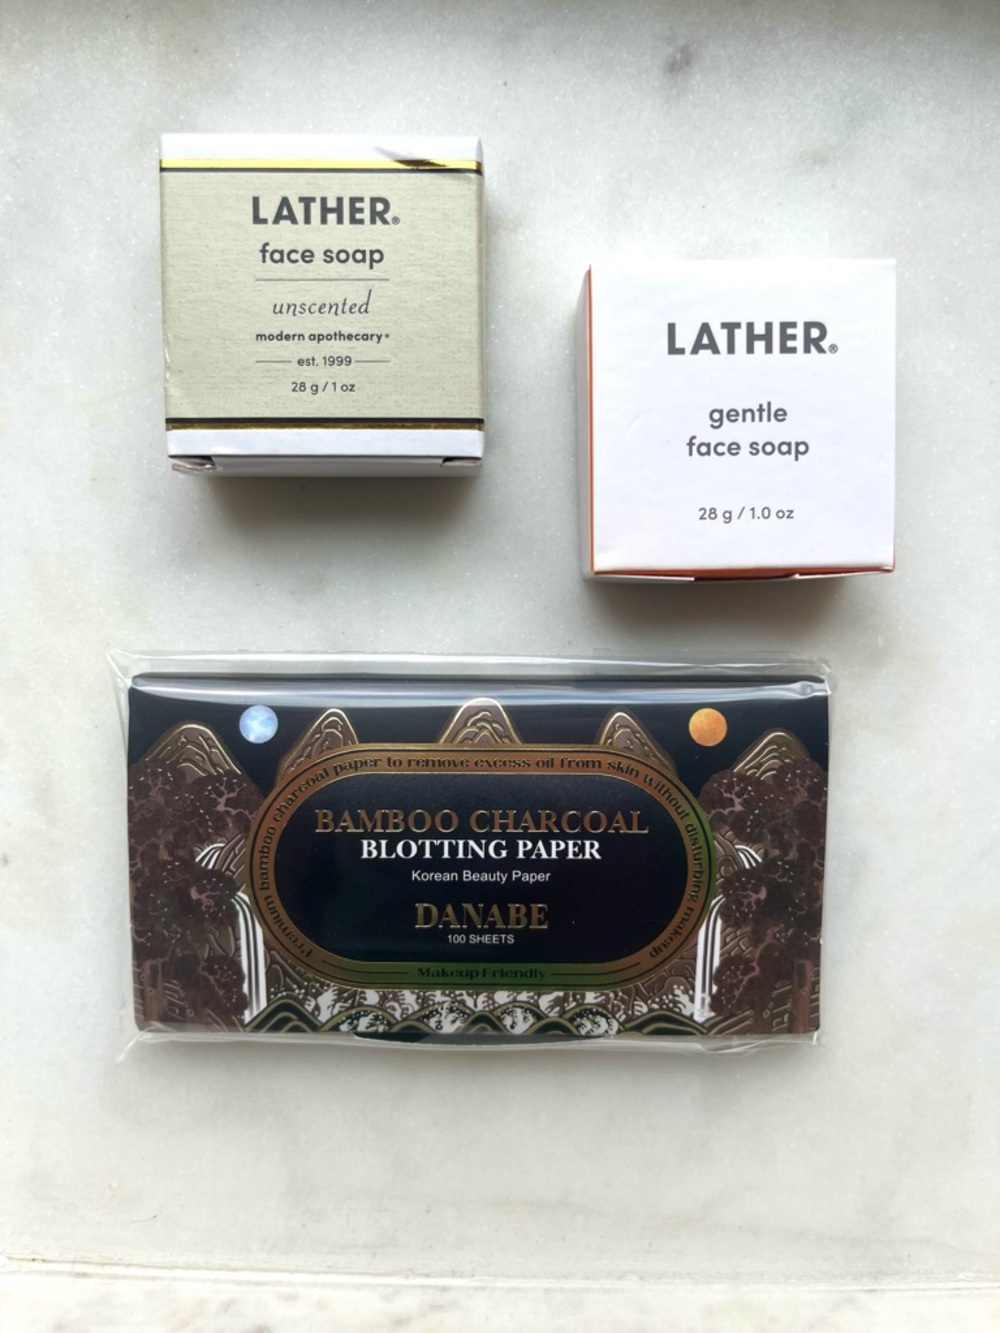 LATHER®
face soap
unscented
modern apothecary®
est. 1999
28 g / 1 oz
LATHER®
gentle
face soap
28 g / 1.0 oz
premium bamboo charcoal paper to remove excess oil from skin without disturbing makeup
BAMBOO CHARCOAL
BLOTTING PAPER
Korean Beauty Paper
DANABE
100 SHEETS
Makeup Friendly